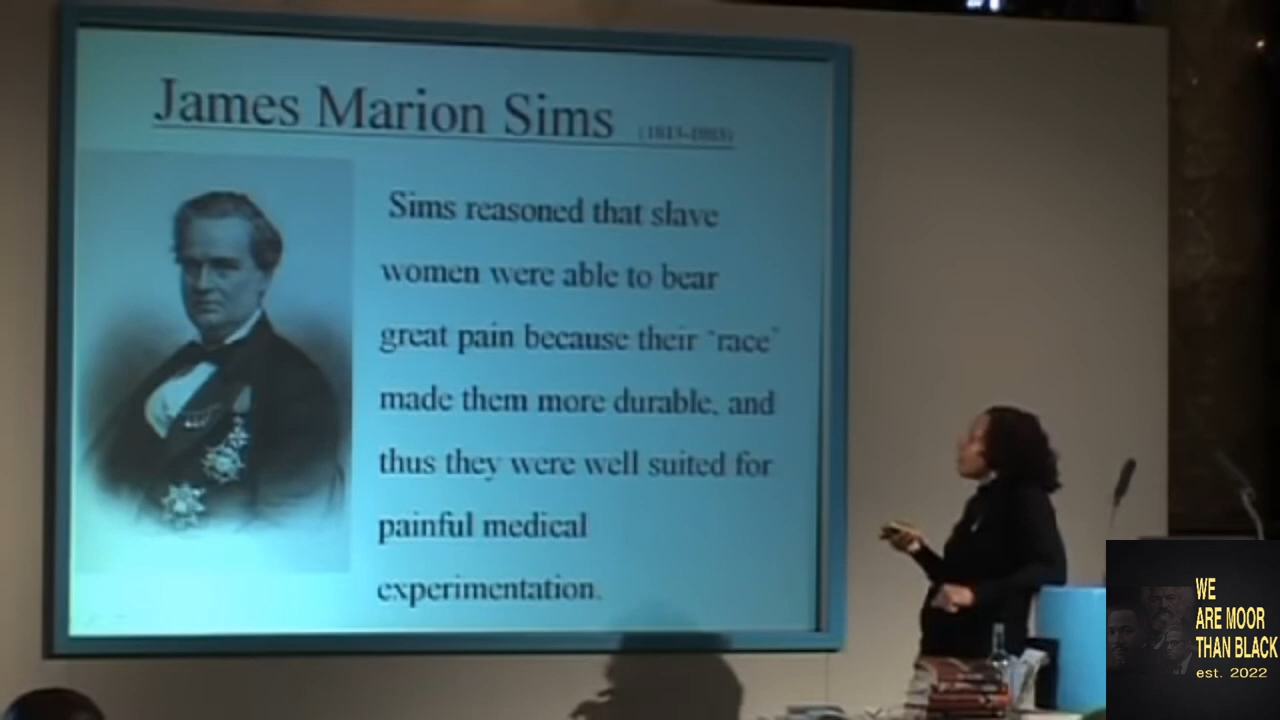 James Marion Sims
Sims reasoned that slave
women were able to bear
great pain because their "race"
made them more durable, and
thus they were well suited for
painful medical
experimentation.
WE
ARE MOOR
THAN BLACK
est. 2022